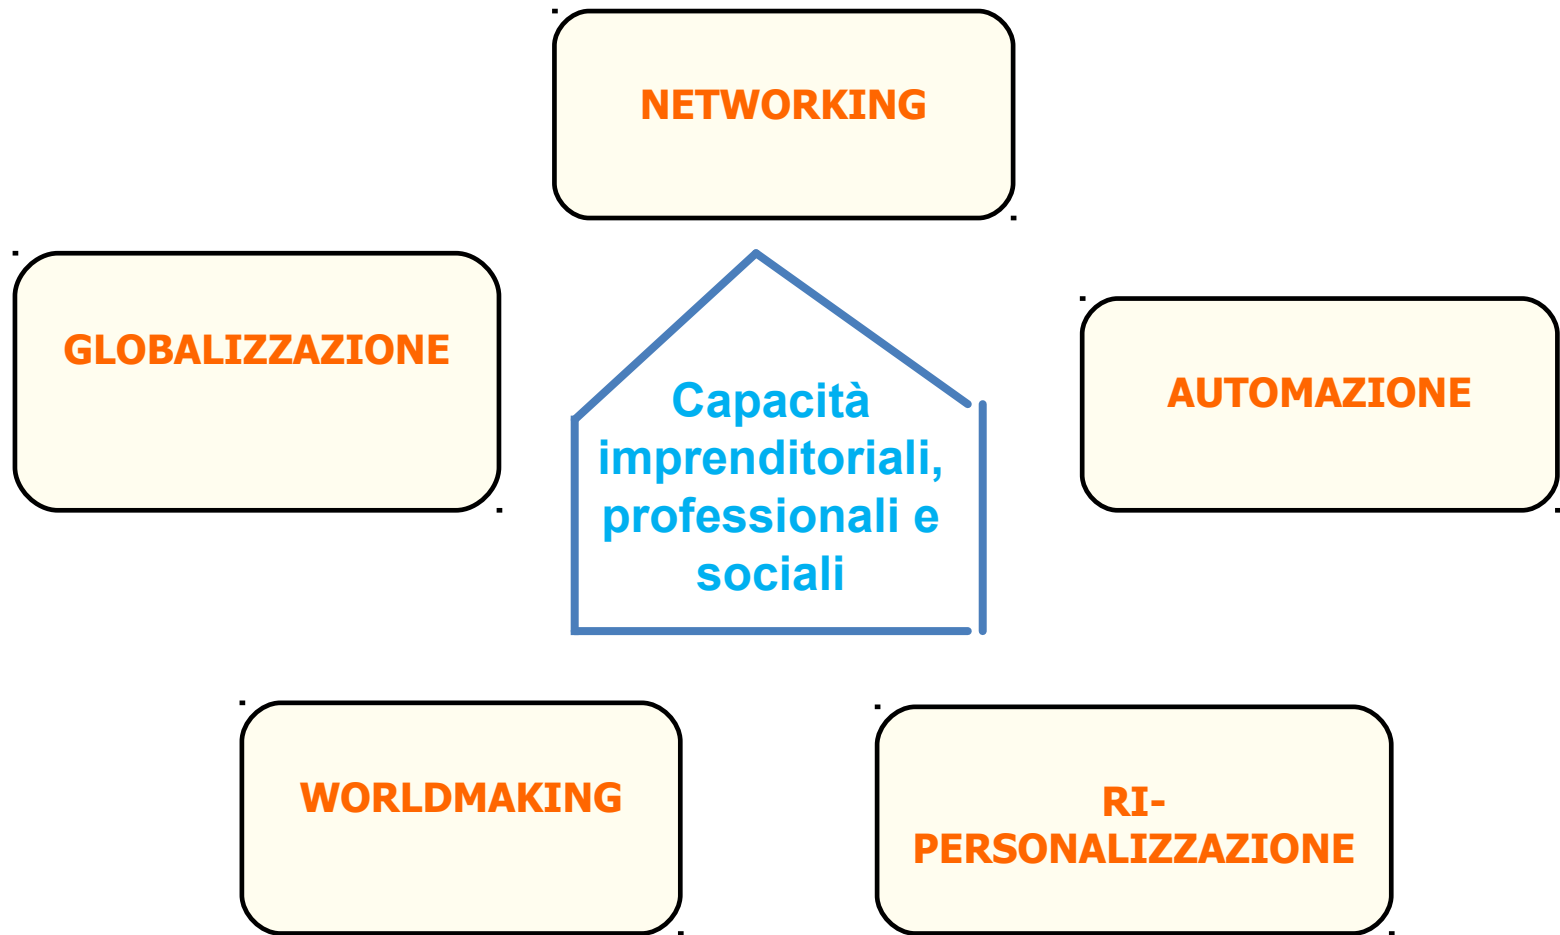 NETWORKING
GLOBALIZZAZIONE
AUTOMAZIONE
Capacità
imprenditoriali,
professionali e
sociali
WORLDMAKING
RI-
PERSONALIZZAZIONE